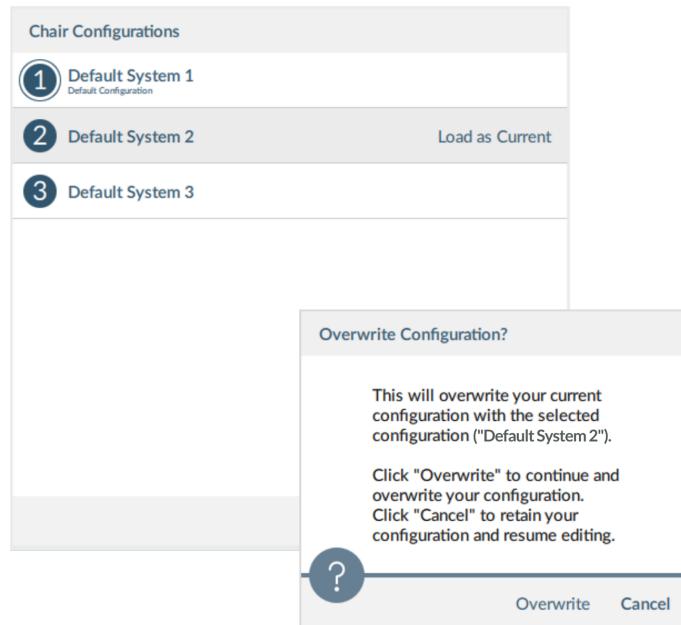 Chair Configurations
1 Default System 1
Default Configuration
2 Default System 2 Load as Current
3 Default System 3
Overwrite Configuration?
This will overwrite your current
configuration with the selected
configuration ("Default System 2").
Click "Overwrite" to continue and
overwrite your configuration.
Click "Cancel" to retain your
configuration and resume editing.
?
Overwrite Cancel